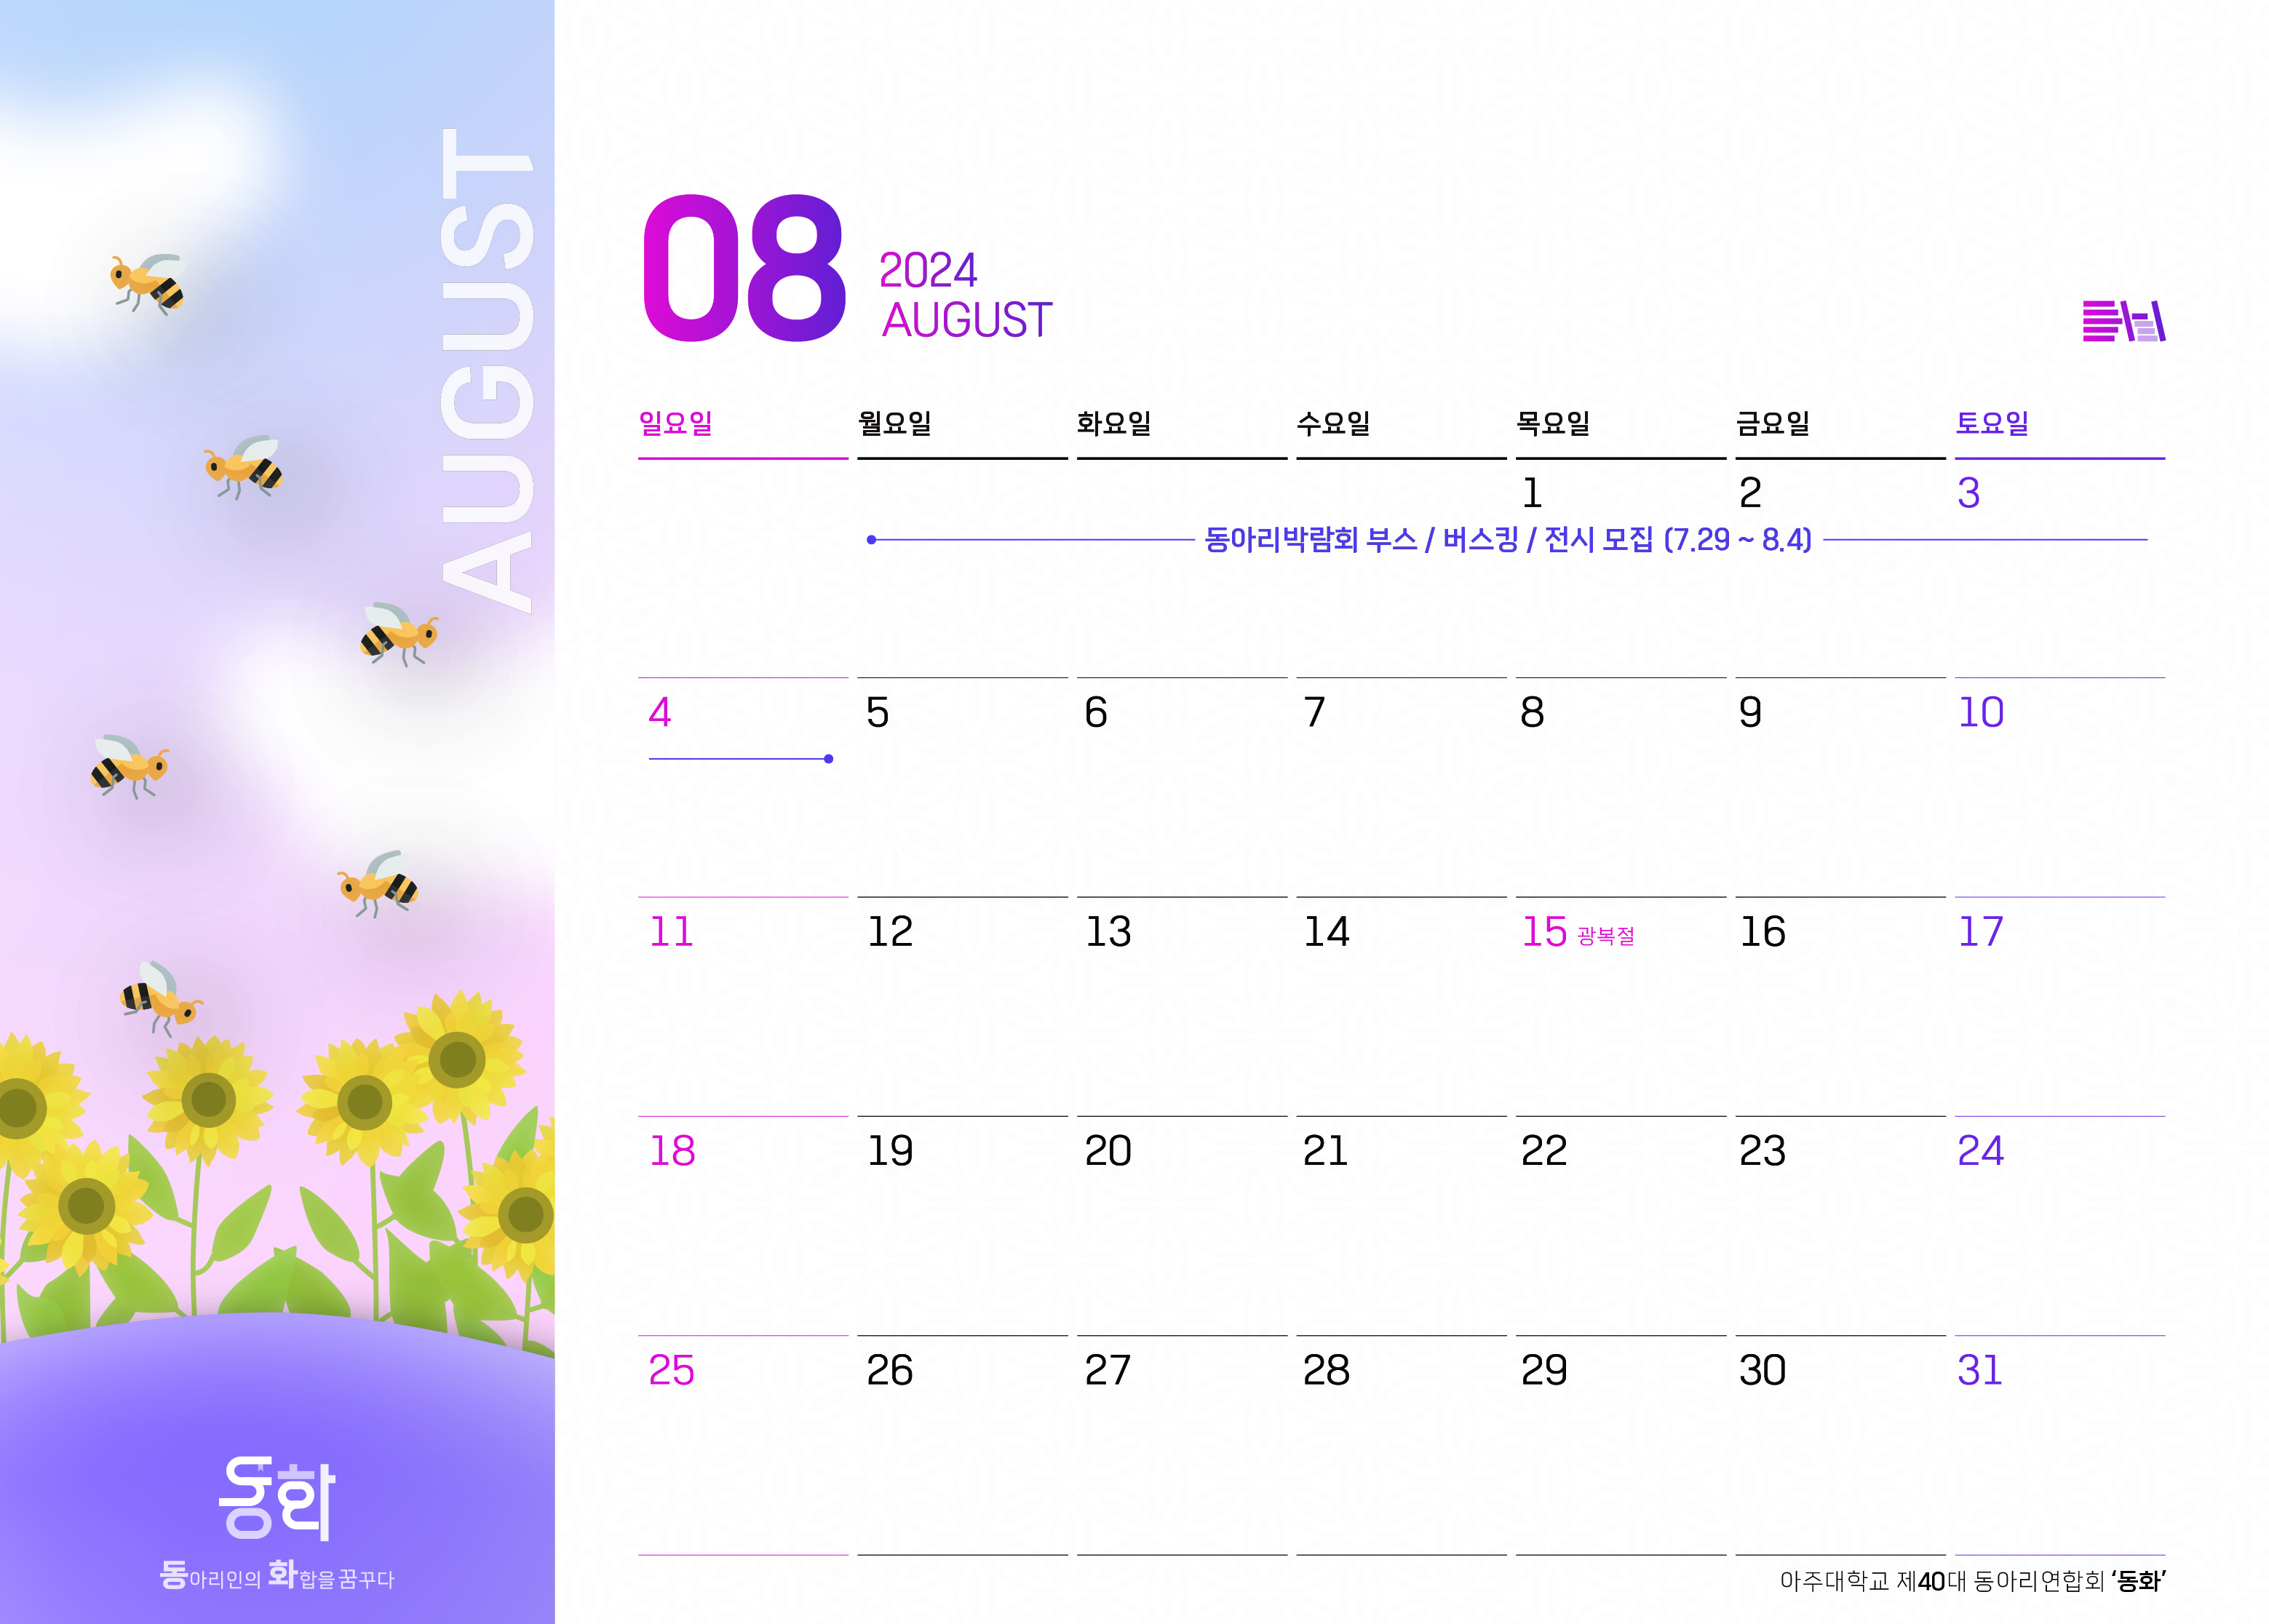 AUGUST
08
2024
AUGUST
일요일 월요일 화요일 수요일 목요일 금요일 토요일
1 2 3
동아리박람회 부스 / 버스킹 / 전시 모집 (7.29 ~ 8.4)
4 5 6 7 8 9 10
11 12 13 14 15 광복절 16 17
18 19 20 21 22 23 24
25 26 27 28 29 30 31
동화
동아리인의 화합을 꿈꾸다
아주대학교 제40대 동아리연합회 ‘동화’